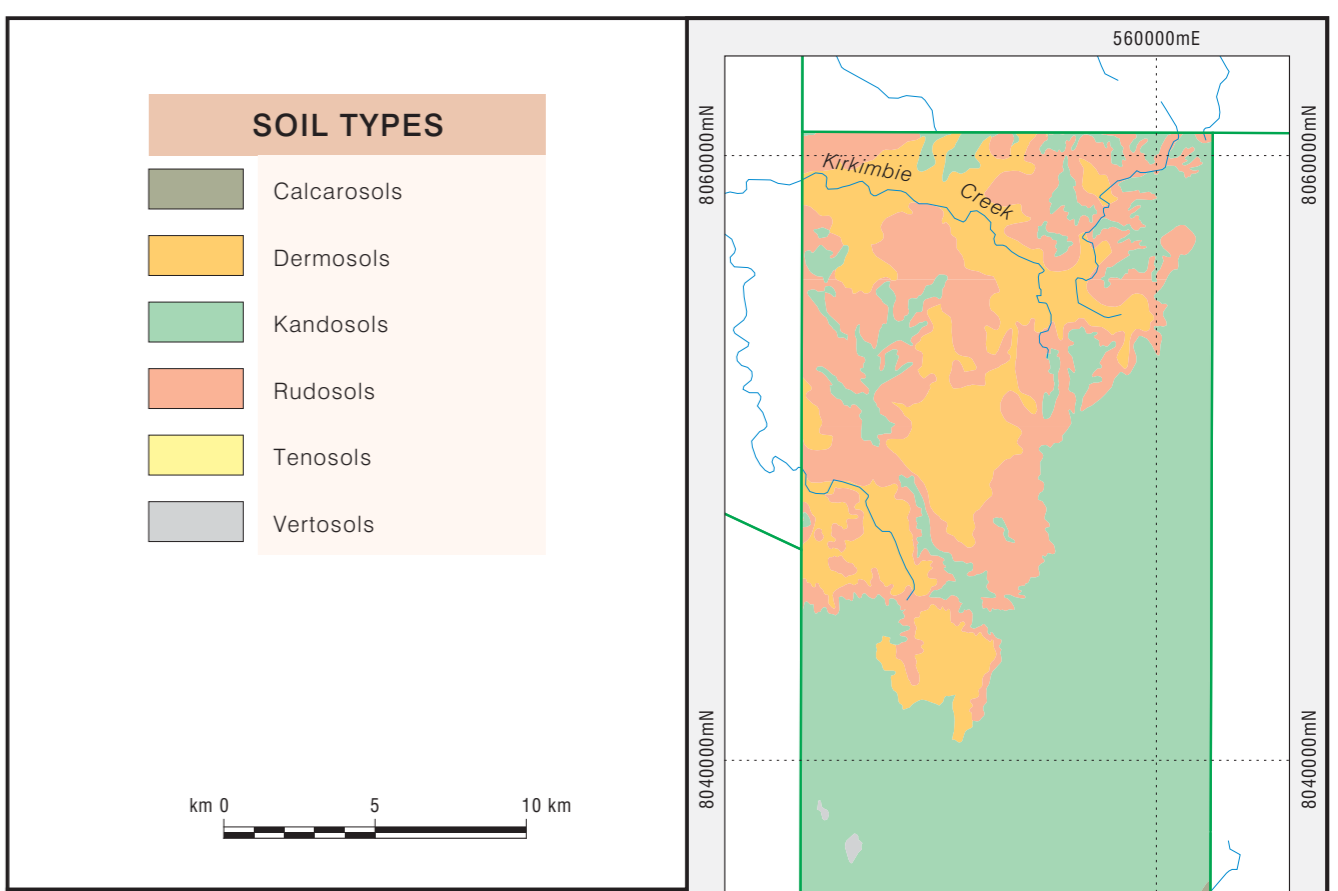 SOIL TYPES
Calcarosols
Dermosols
Kandosols
Rudosols
Tenosols
Vertosols
km 0 5 10 km
560000mE
8060000mN
8060000mN
Kirkimbie
Creek
8040000mN
8040000mN